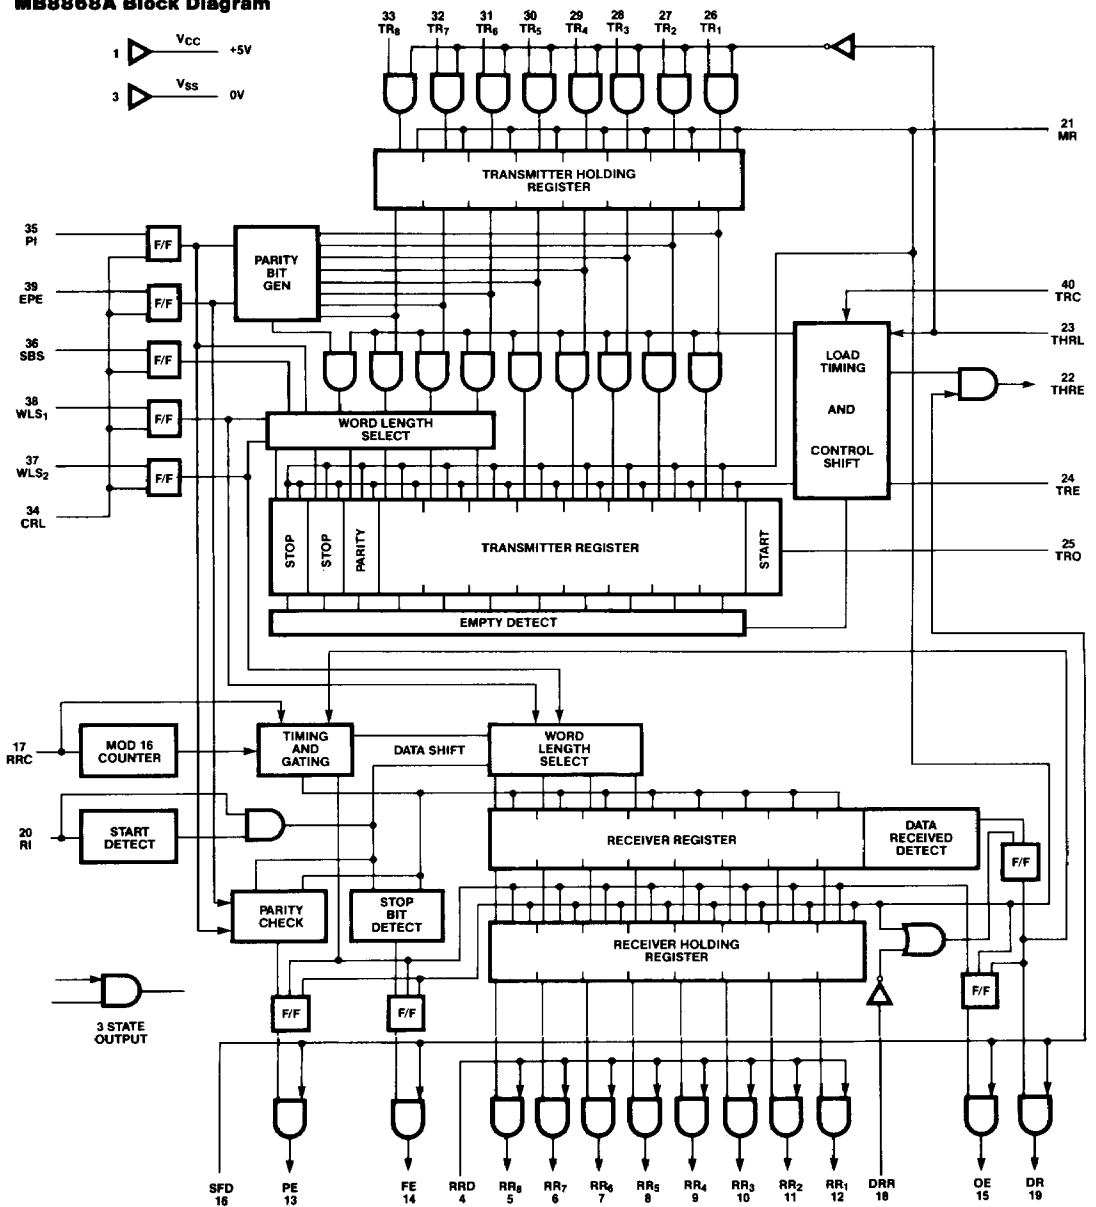 MB8868A Block Diagram
1 VCC +5V
3 VSS 0V
33 32 31 30 29 28 27 26
TR8 TR7 TR6 TR5 TR4 TR3 TR2 TR1
21
MR
TRANSMITTER HOLDING
REGISTER
35
PI
F/F
PARITY
BIT
GEN
39
EPE
F/F
40
TRC
36
SBS
F/F
23
THRL
LOAD
TIMING
AND
CONTROL
SHIFT
22
THRE
38
WLS1
F/F
WORD LENGTH
SELECT
37
WLS2
F/F
24
TRE
34
CRL
STOP
STOP
PARITY
TRANSMITTER REGISTER
START
25
TRO
EMPTY DETECT
17
RRC
MOD 16
COUNTER
TIMING
AND
GATING
DATA SHIFT
WORD
LENGTH
SELECT
20
RI
START
DETECT
RECEIVER REGISTER
DATA
RECEIVED
DETECT
F/F
PARITY
CHECK
STOP
BIT
DETECT
RECEIVER HOLDING
REGISTER
F/F
F/F
F/F
3 STATE
OUTPUT
SFD PE FE RRD RR8 RR7 RR6 RR5 RR4 RR3 RR2 RR1 DRR OE DR
16 13 14 4 5 6 7 8 9 10 11 12 18 15 19